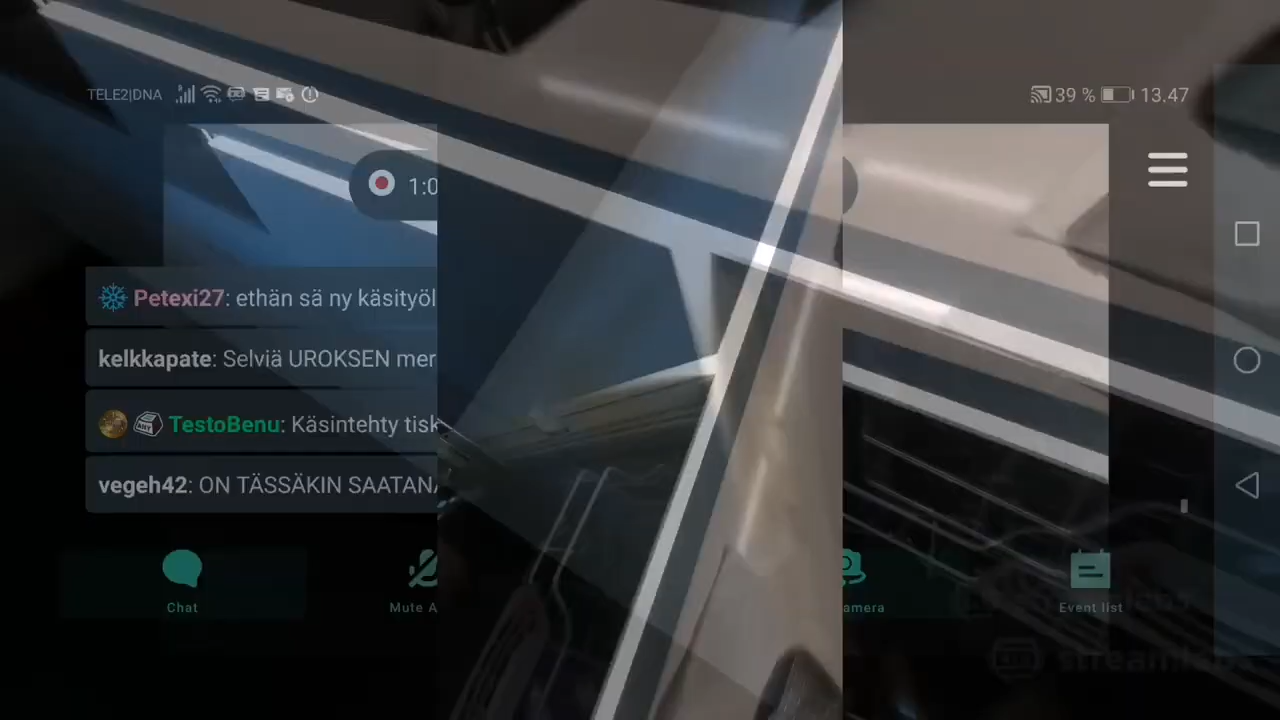 TELE2|DNA
39 % 13.47
1:0
Petexi27: ethän sä ny käsityöl
kelkkapate: Selviä UROKSEN mer
TestoBenu: Käsintehty tisk
vegeh42: ON TÄSSÄKIN SAATANA
Chat
Mute A
amera
Event list
streamlabs